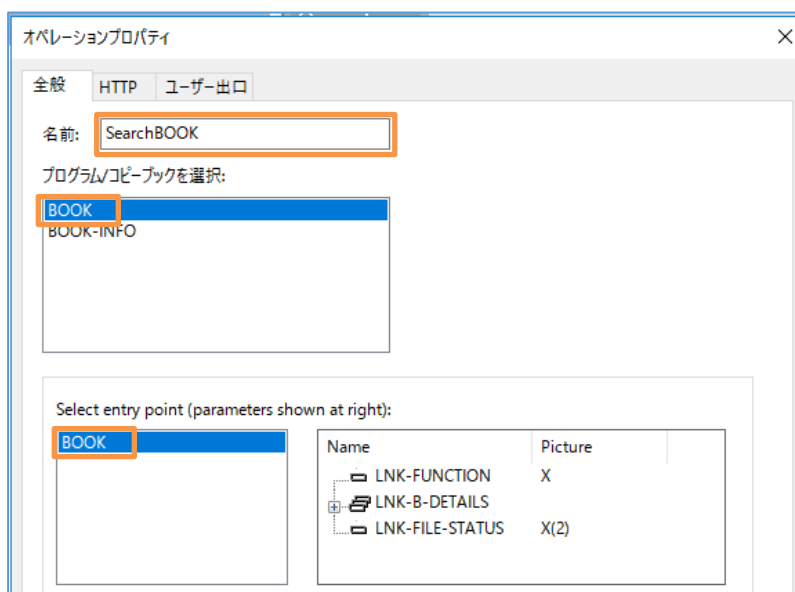 オペレーションプロパティ
全般 HTTP ユーザー出口
名前: SearchBOOK
プログラム/コピーブックを選択:
BOOK
BOOK-INFO
Select entry point (parameters shown at right):
BOOK
Name Picture
LNK-FUNCTION X
LNK-B-DETAILS
LNK-FILE-STATUS X(2)